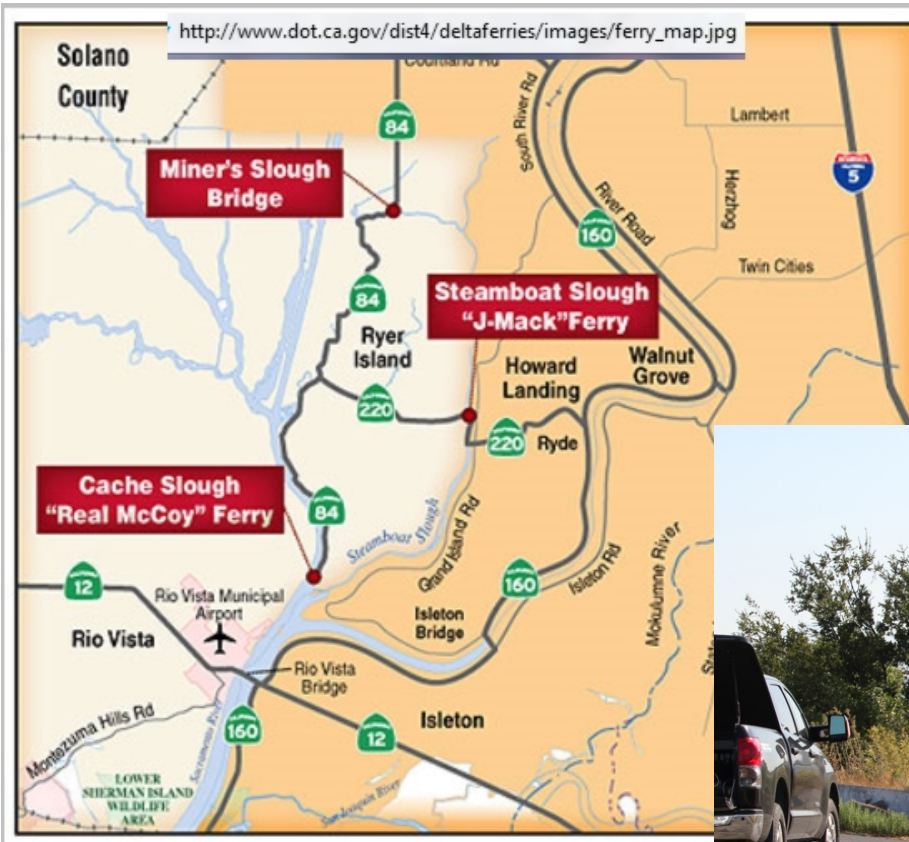 http://www.dot.ca.gov/dist4/deltaferries/images/ferry_map.jpg
Solano
County
Courtland Rd
84
South River Rd
Lambert
5
Miner's Slough
Bridge
Herzhog
River Road
160
Twin Cities
84
Steamboat Slough
"J-Mack"Ferry
Ryer
Island
Howard
Landing
Walnut
Grove
220
220
Ryde
Cache Slough
"Real McCoy" Ferry
84
Steamboat Slough
Grand Island Rd
Isleton Rd
Mokulumne River
12
Rio Vista Municipal
Airport
160
Rio Vista
Isleton
Bridge
Rio Vista
Bridge
Montezuma Hills Rd
Sacramento River
160
Isleton
12
LOWER
SHERMAN ISLAND
WILDLIFE
AREA
San Joaquin River